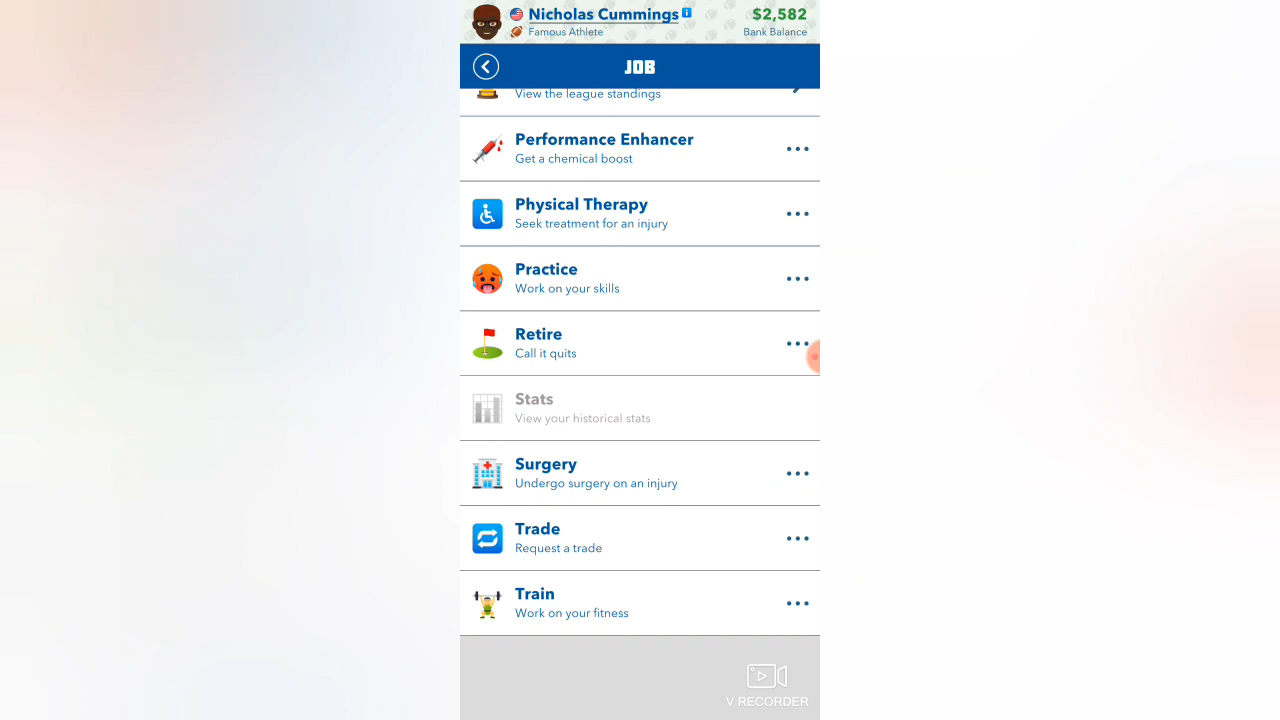 Nicholas Cummings
$2,582
Famous Athlete
Bank Balance
JOB
View the league standings
Performance Enhancer
Get a chemical boost
Physical Therapy
Seek treatment for an injury
Practice
Work on your skills
Retire
Call it quits
Stats
View your historical stats
Surgery
Undergo surgery on an injury
Trade
Request a trade
Train
Work on your fitness
V RECORDER